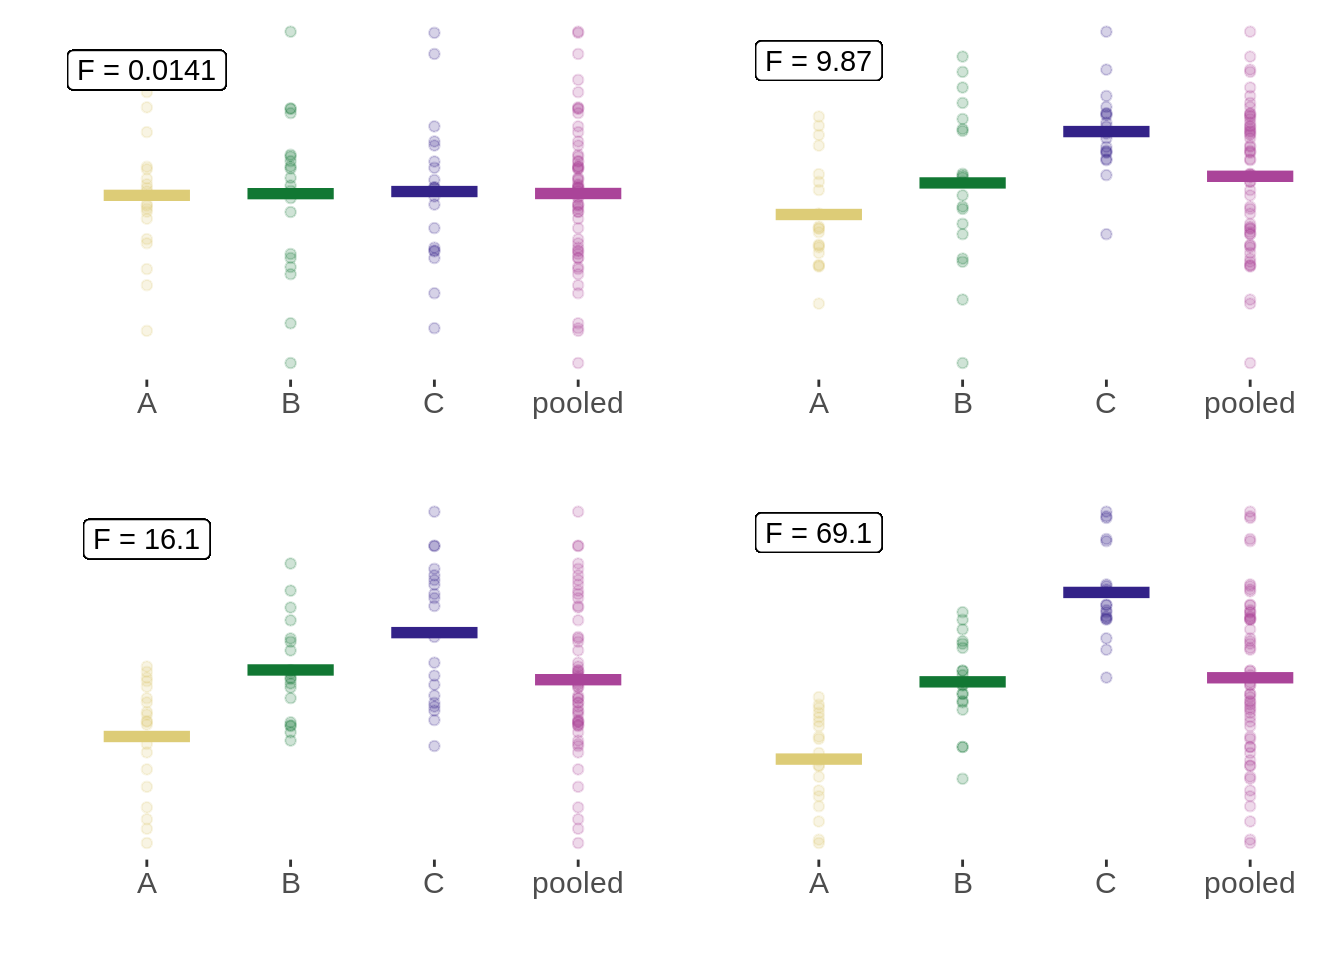 F = 0.0141
A B C pooled
F = 9.87
A B C pooled
F = 16.1
A B C pooled
F = 69.1
A B C pooled